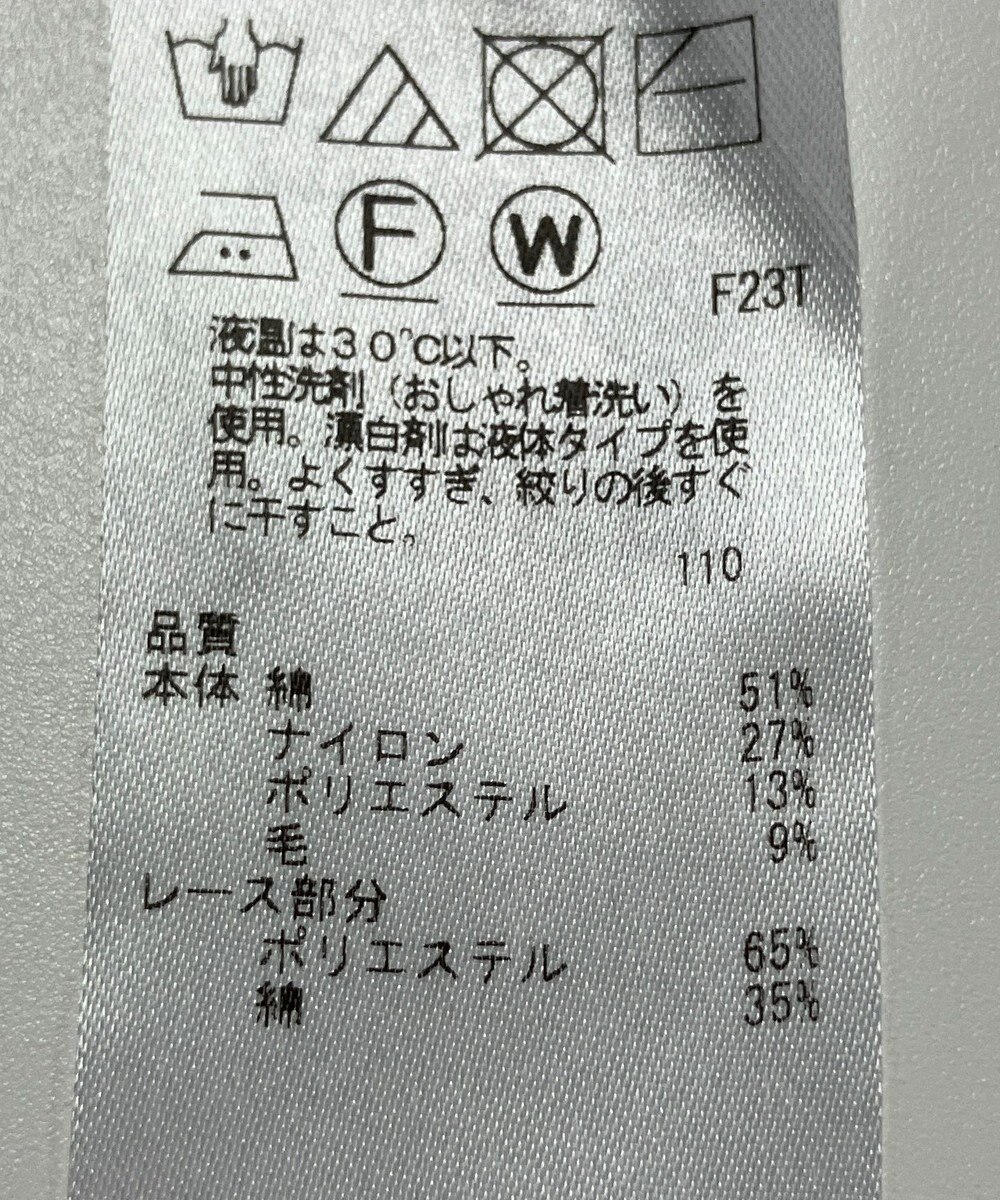 F
W
F23T
液温は30℃以下。
中性洗剤（おしゃれ着洗い）を
使用。漂白剤は液体タイプを使
用。よくすすぎ、絞りの後すぐ
に干すこと。
110
品質
本体 綿 51%
ナイロン 27%
ポリエステル 13%
毛 9%
レース部分
ポリエステル 65%
綿 35%